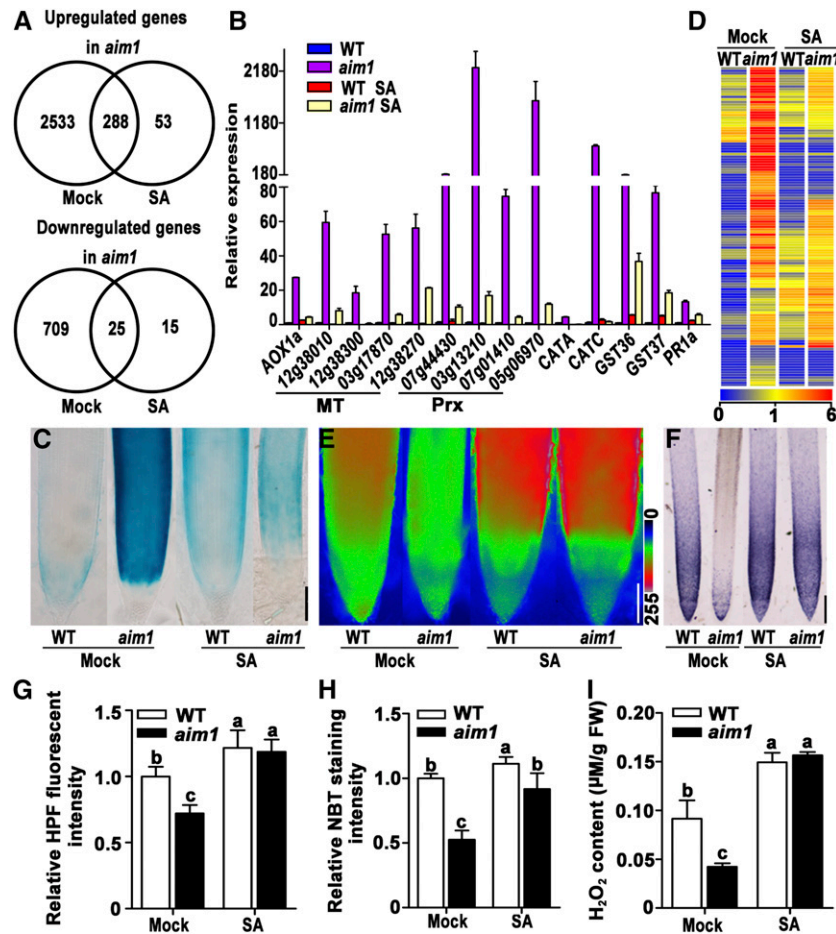 A
Upregulated genes
in aim1
2533
288
53
Mock
SA
Downregulated genes
in aim1
709
25
15
Mock
SA
B
WT
aim1
WT SA
aim1 SA
Relative expression
2180
1180
180
80
60
40
20
0
AOX1a
12g38010
12g38300
03g17870
12g38270
07g44430
03g13210
07g01410
05g06970
CATA
CATC
GST36
GST37
PR1a
MT
Prx
D
Mock
SA
WT aim1 WT aim1
0
1
6
C
WT
aim1
WT
aim1
Mock
SA
E
WT
aim1
WT
aim1
Mock
SA
0
255
F
WT
aim1
WT
aim1
Mock
SA
G
WT
aim1
Relative HPF fluorescent
intensity
1.5
1.0
0.5
0
b
c
a
a
Mock
SA
H
WT
aim1
Relative NBT staining
intensity
1.5
1.0
0.5
0
b
c
a
b
Mock
SA
I
WT
aim1
H₂O₂ content (µM/g FW)
0.20
0.15
0.10
0.05
0.00
b
c
a
a
Mock
SA